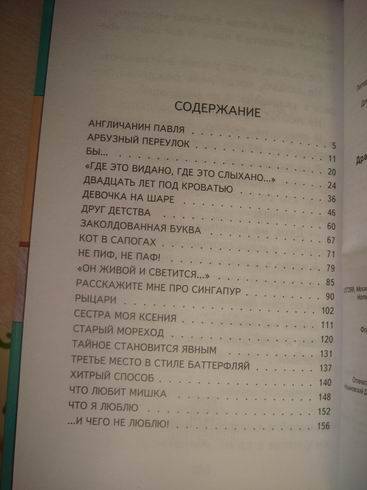 СОДЕРЖАНИЕ
АНГЛИЧАНИН ПАВЛЯ . . . . . . . . . . . . . . . . 5
АРБУЗНЫЙ ПЕРЕУЛОК . . . . . . . . . . . . . . . 11
БЫ... . . . . . . . . . . . . . . . . . . . . . . 20
«ГДЕ ЭТО ВИДАНО, ГДЕ ЭТО СЛЫХАНО...» . . . . 24
ДВАДЦАТЬ ЛЕТ ПОД КРОВАТЬЮ . . . . . . . . . . 36
ДЕВОЧКА НА ШАРЕ . . . . . . . . . . . . . . . . 46
ДРУГ ДЕТСТВА . . . . . . . . . . . . . . . . . . 60
ЗАКОЛДОВАННАЯ БУКВА . . . . . . . . . . . . . 67
КОТ В САПОГАХ . . . . . . . . . . . . . . . . . 71
НЕ ПИФ, НЕ ПАФ! . . . . . . . . . . . . . . . . 79
«ОН ЖИВОЙ И СВЕТИТСЯ...» . . . . . . . . . . . 85
РАССКАЖИТЕ МНЕ ПРО СИНГАПУР . . . . . . . . 90
РЫЦАРИ . . . . . . . . . . . . . . . . . . . . . 102
СЕСТРА МОЯ КСЕНИЯ . . . . . . . . . . . . . . . 111
СТАРЫЙ МОРЕХОД . . . . . . . . . . . . . . . . 120
ТАЙНОЕ СТАНОВИТСЯ ЯВНЫМ . . . . . . . . . . 131
ТРЕТЬЕ МЕСТО В СТИЛЕ БАТТЕРФЛЯЙ . . . . . .
ХИТРЫЙ СПОСОБ . . . . . . . . . . . . . . . . . 140
ЧТО ЛЮБИТ МИШКА . . . . . . . . . . . . . . . 148
ЧТО Я ЛЮБЛЮ . . . . . . . . . . . . . . . . . . 152
...И ЧЕГО НЕ ЛЮБЛЮ! . . . . . . . . . . . . . . 156